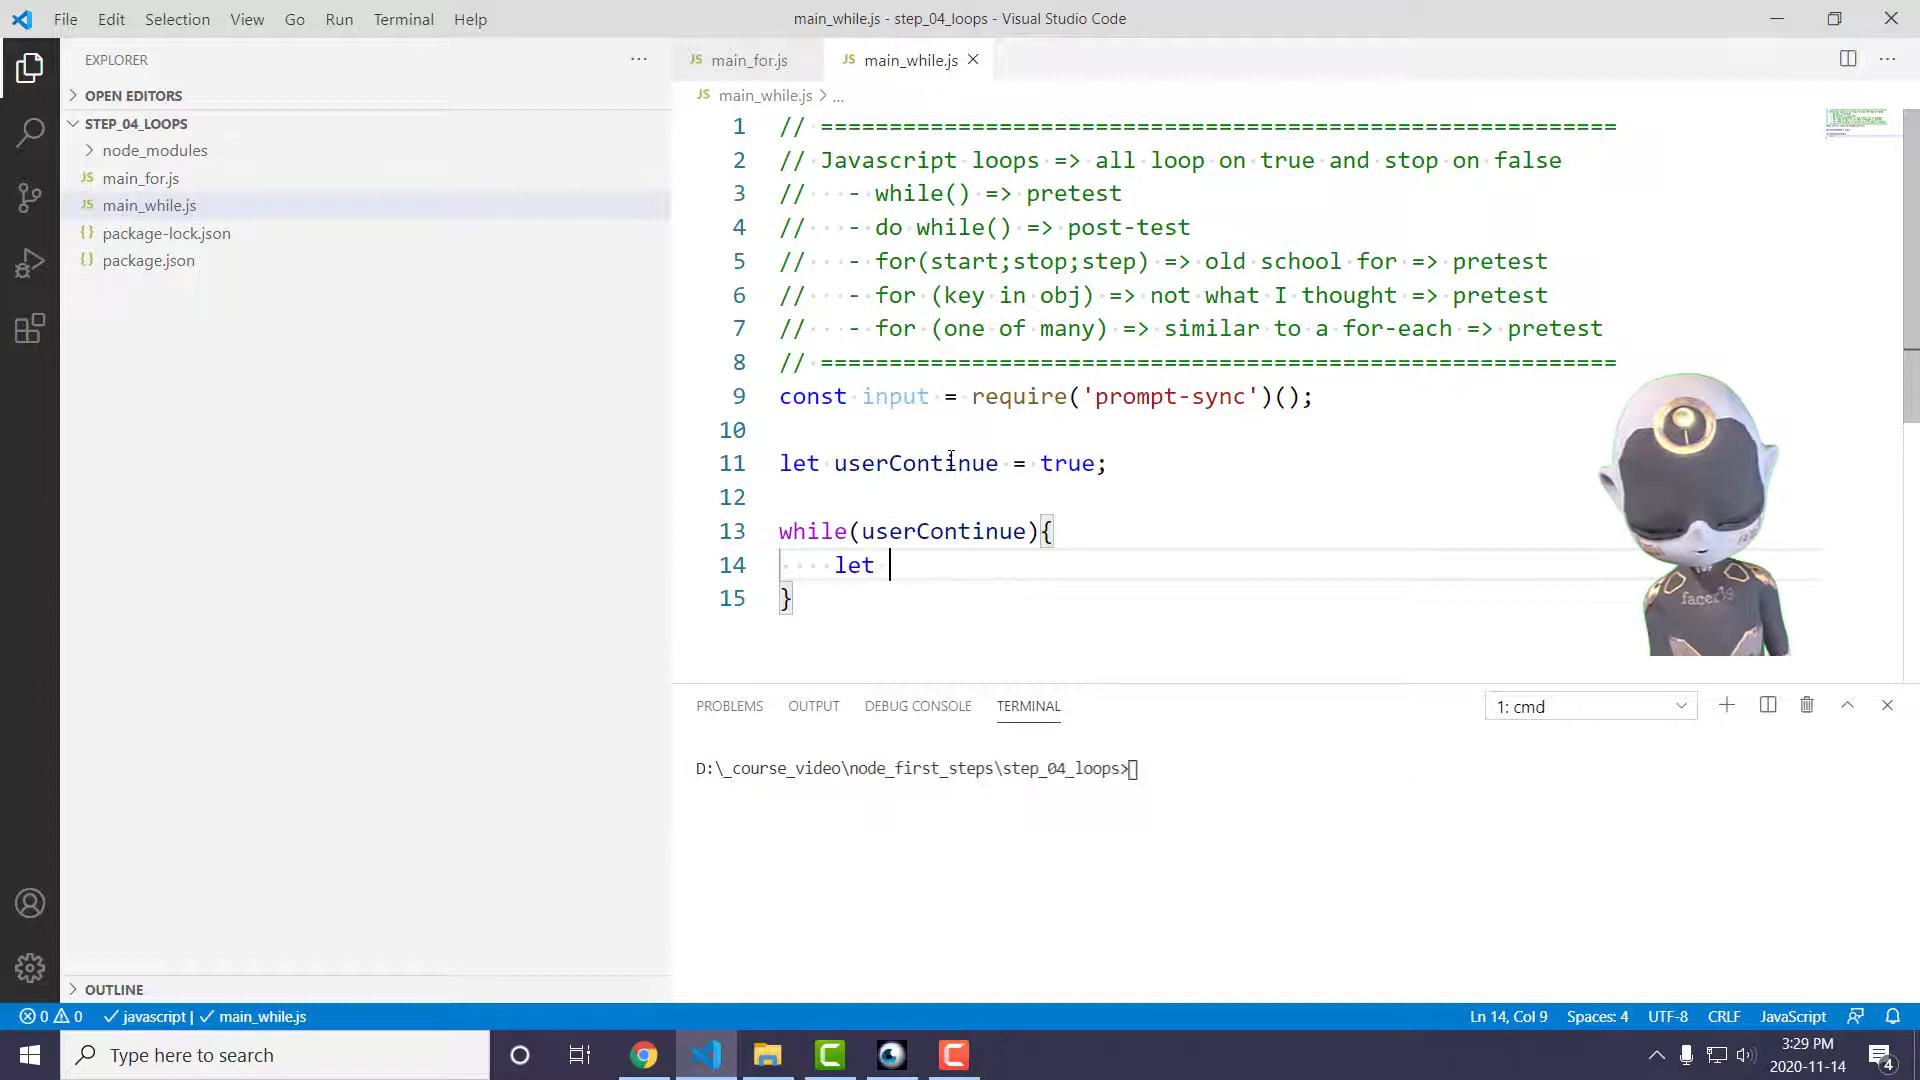 File Edit Selection View Go Run Terminal Help
main_while.js - step_04_loops - Visual Studio Code
EXPLORER
OPEN EDITORS
STEP_04_LOOPS
node_modules
JS main_for.js
JS main_while.js
{} package-lock.json
{} package.json
OUTLINE
JS main_for.js
JS main_while.js
JS main_while.js > ...
1 // ==========================================================
2 // Javascript loops => all loop on true and stop on false
3 //   - while() => pretest
4 //   - do while() => post-test
5 //   - for(start;stop;step) => old school for => pretest
6 //   - for (key in obj) => not what I thought => pretest
7 //   - for (one of many) => similar to a for-each => pretest
8 // ==========================================================
9 const input = require('prompt-sync')();
10
11 let userContinue = true;
12
13 while(userContinue){
14     let
15 }
faceris
PROBLEMS OUTPUT DEBUG CONSOLE TERMINAL
1: cmd
D:\_course_video\node_first_steps\step_04_loops>
0 0 javascript | main_while.js
Ln 14, Col 9 Spaces: 4 UTF-8 CRLF JavaScript
Type here to search
3:29 PM
2020-11-14
4